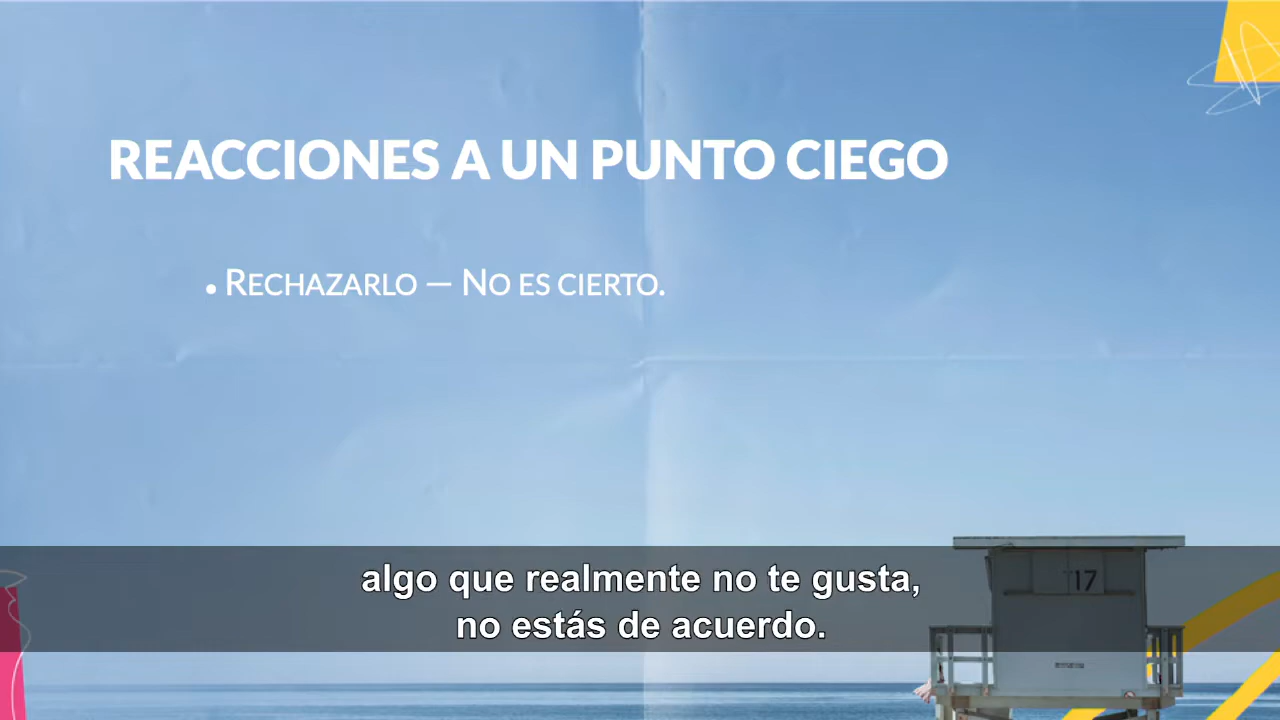 REACCIONES A UN PUNTO CIEGO
• RECHAZARLO — NO ES CIERTO.
algo que realmente no te gusta,
no estás de acuerdo.
17